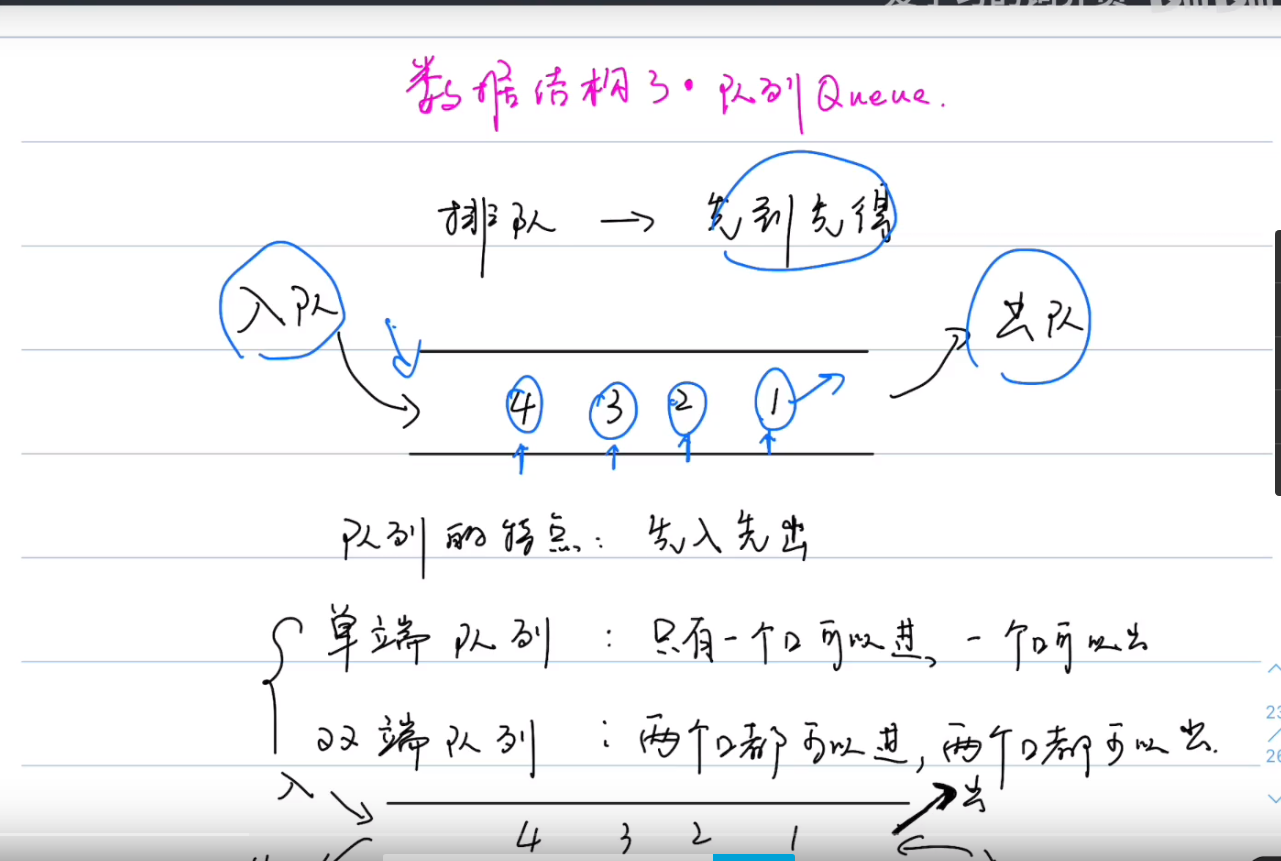 数据结构 3·队列Queue.
排队 → 先到先得
入队 出队
4 3 2 1
队列的特点: 先入先出
单端队列 : 只有一个口可以进, 一个口可以出
双端队列 : 两个口都可以进, 两个口都可以出.
入 出
4 3 2 1
23
26